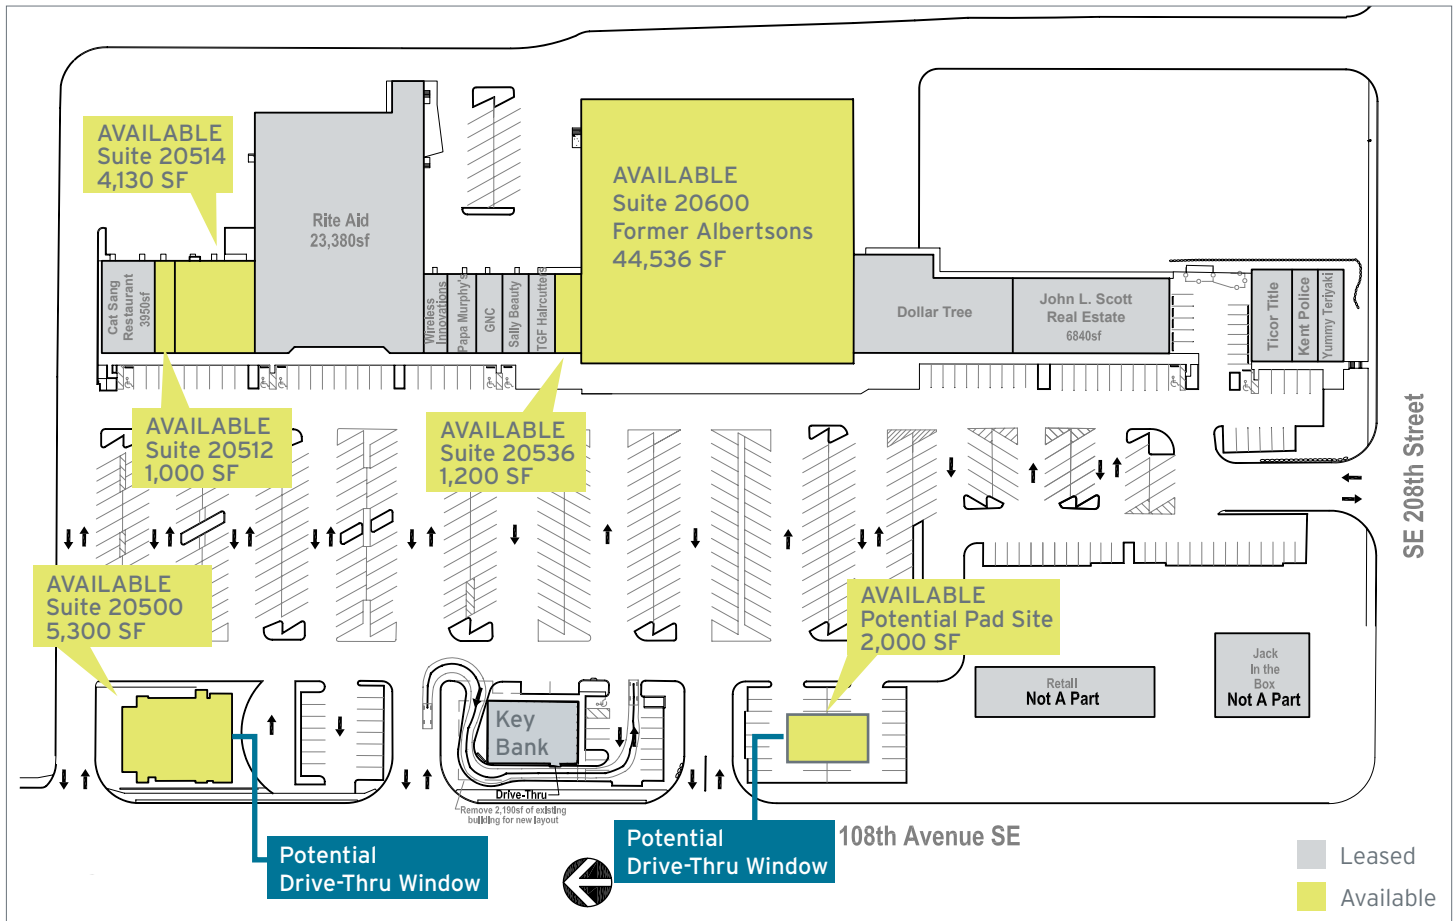 AVAILABLE
Suite 20514
4,130 SF
Rite Aid
23,380sf
AVAILABLE
Suite 20600
Former Albertsons
44,536 SF
Cat Sang
Restaurant
3950sf
Wireless
Innovations
Papa Murphy's
GNC
Sally Beauty
TGF Haircutters
Dollar Tree
John L. Scott
Real Estate
6840sf
Ticor Title
Kent Police
Yummy Teriyaki
AVAILABLE
Suite 20512
1,000 SF
AVAILABLE
Suite 20536
1,200 SF
SE 208th Street
AVAILABLE
Suite 20500
5,300 SF
AVAILABLE
Potential Pad Site
2,000 SF
Key
Bank
Drive-Thru
Remove 2,190sf of existing
building for new layout
Retail
Not A Part
Jack
In the
Box
Not A Part
Potential
Drive-Thru Window
Potential
Drive-Thru Window
108th Avenue SE
Leased
Available